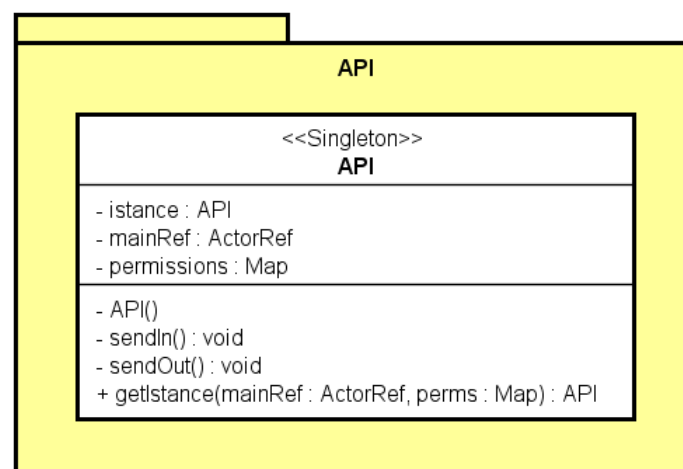 API
<<Singleton>>
API
- istance : API
- mainRef : ActorRef
- permissions : Map
- API()
- sendIn() : void
- sendOut() : void
+ getIstance(mainRef : ActorRef, perms : Map) : API